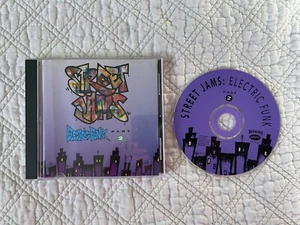 STREET
JAMS
ELECTRIC FUNK
PART
2
STREET JAMS: ELECTRIC FUNK
PART
2